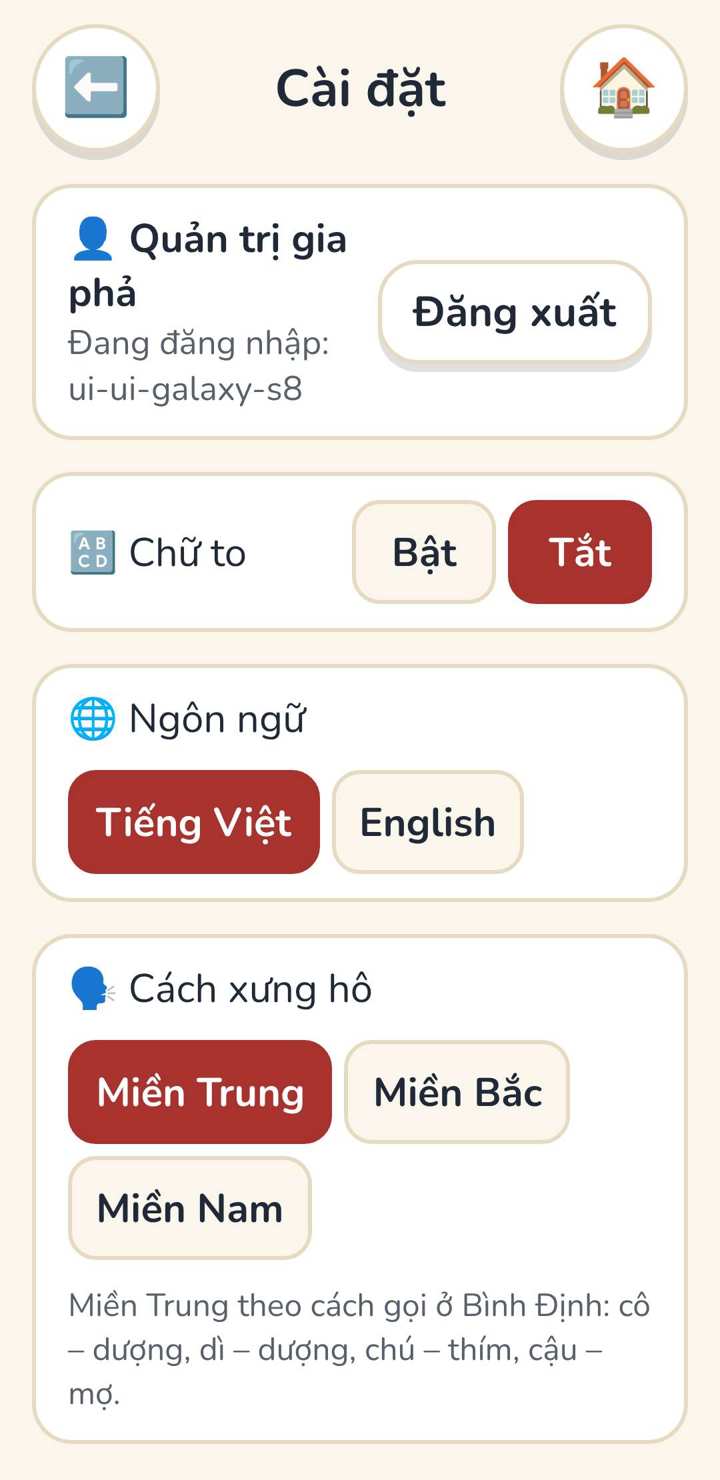 Cài đặt
👤 Quản trị gia
phả
Đang đăng nhập:
ui-ui-galaxy-s8
Đăng xuất
🔠 Chữ to
Bật
Tắt
🌐 Ngôn ngữ
Tiếng Việt
English
🗣️ Cách xưng hô
Miền Trung
Miền Bắc
Miền Nam
Miền Trung theo cách gọi ở Bình Định: cô
– dượng, dì – dượng, chú – thím, cậu –
mợ.